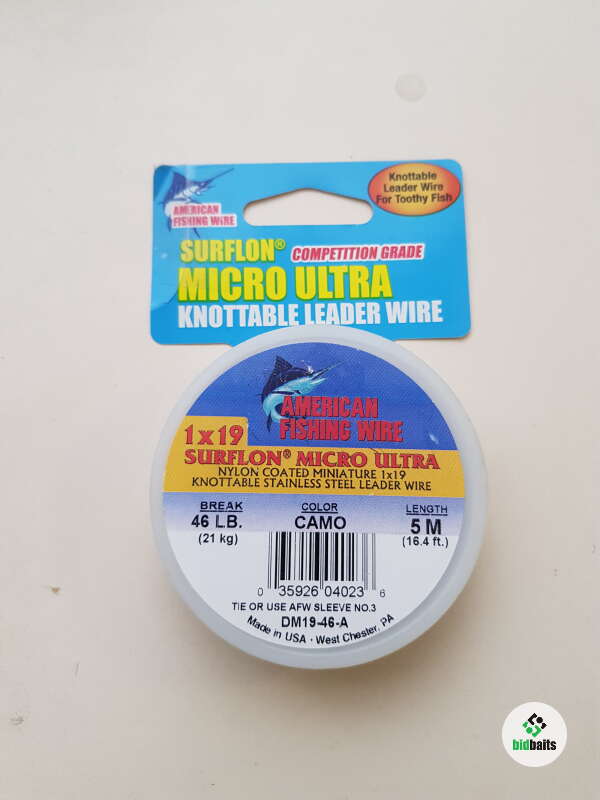 Knottable
Leader Wire
For Toothy Fish
AMERICAN
FISHING WIRE
SURFLON® COMPETITION GRADE
MICRO ULTRA
KNOTTABLE LEADER WIRE
AMERICAN
FISHING WIRE
1x19
SURFLON® MICRO ULTRA
NYLON COATED MINIATURE 1x19
KNOTTABLE STAINLESS STEEL LEADER WIRE
BREAK COLOR LENGTH
46 LB. CAMO 5 M
(21 kg) (16.4 ft.)
0 35926 04023 6
TIE OR USE AFW SLEEVE NO.3
DM19-46-A
Made in USA · West Chester, PA
bidbaits